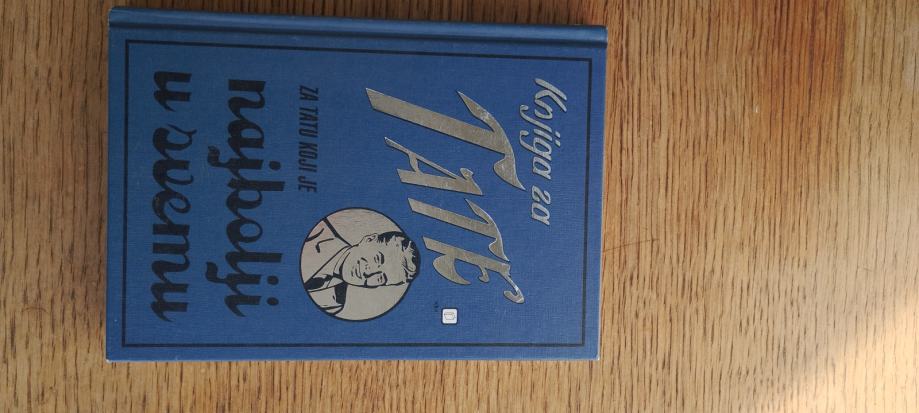 Knjiga za
TATE
ZA TATU KOJI JE
najbolji
u svemu